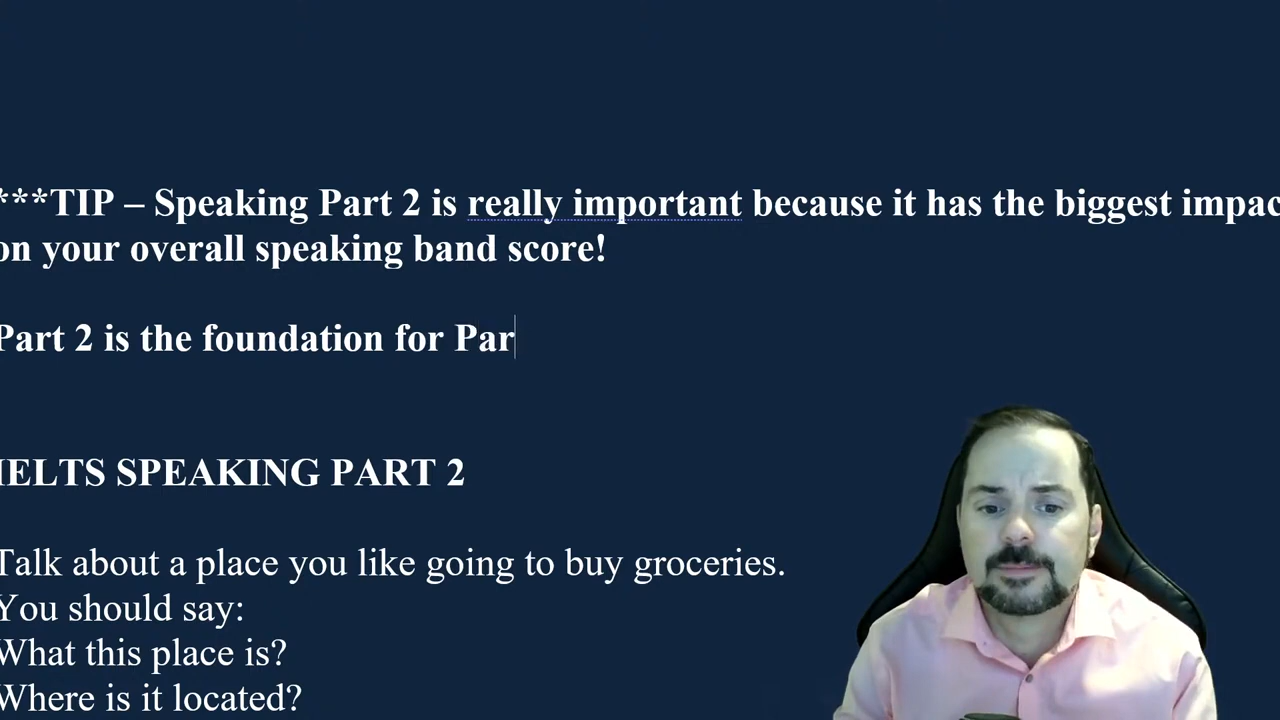 ***TIP – Speaking Part 2 is really important because it has the biggest impac
on your overall speaking band score!
Part 2 is the foundation for Par
IELTS SPEAKING PART 2
Talk about a place you like going to buy groceries.
You should say:
What this place is?
Where is it located?